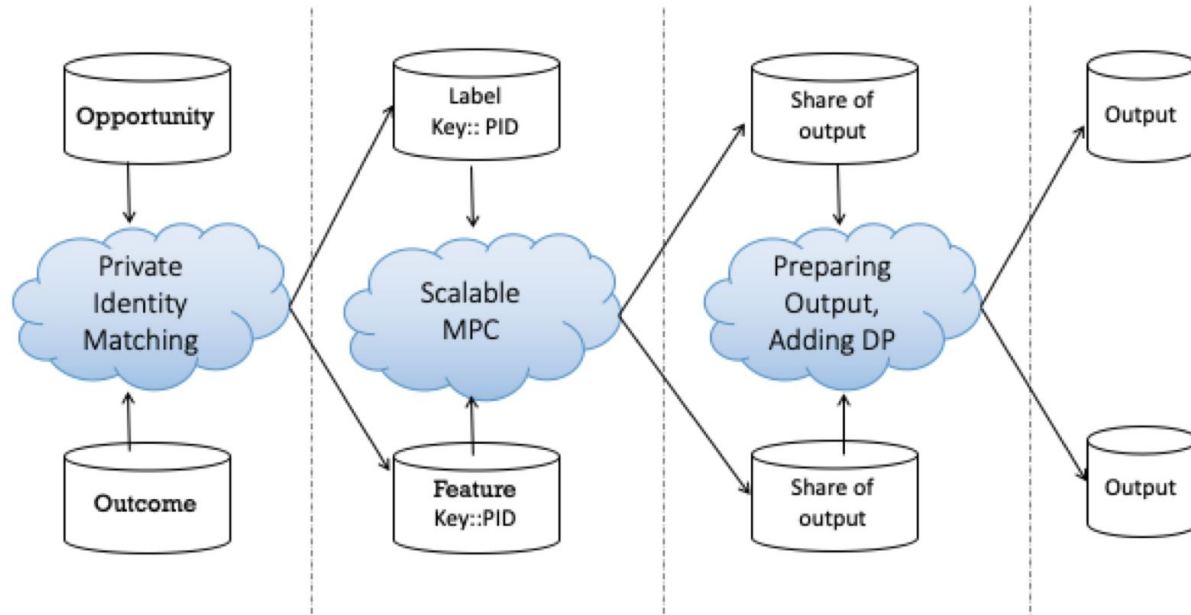 Opportunity
Private
Identity
Matching
Outcome
Label
Key:: PID
Scalable
MPC
Feature
Key::PID
Share of
output
Preparing
Output,
Adding DP
Share of
output
Output
Output